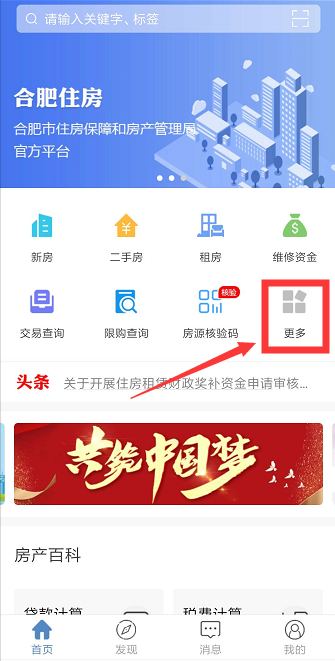 请输入关键字、标签
合肥住房
合肥市住房保障和房产管理局
官方平台
新房
二手房
租房
维修资金
核验
交易查询
限购查询
房源核验码
更多
头条
关于开展住房租赁财政奖补资金申请审核...
共筑中国梦
房产百科
贷款计算
税费计算
首页
发现
消息
我的